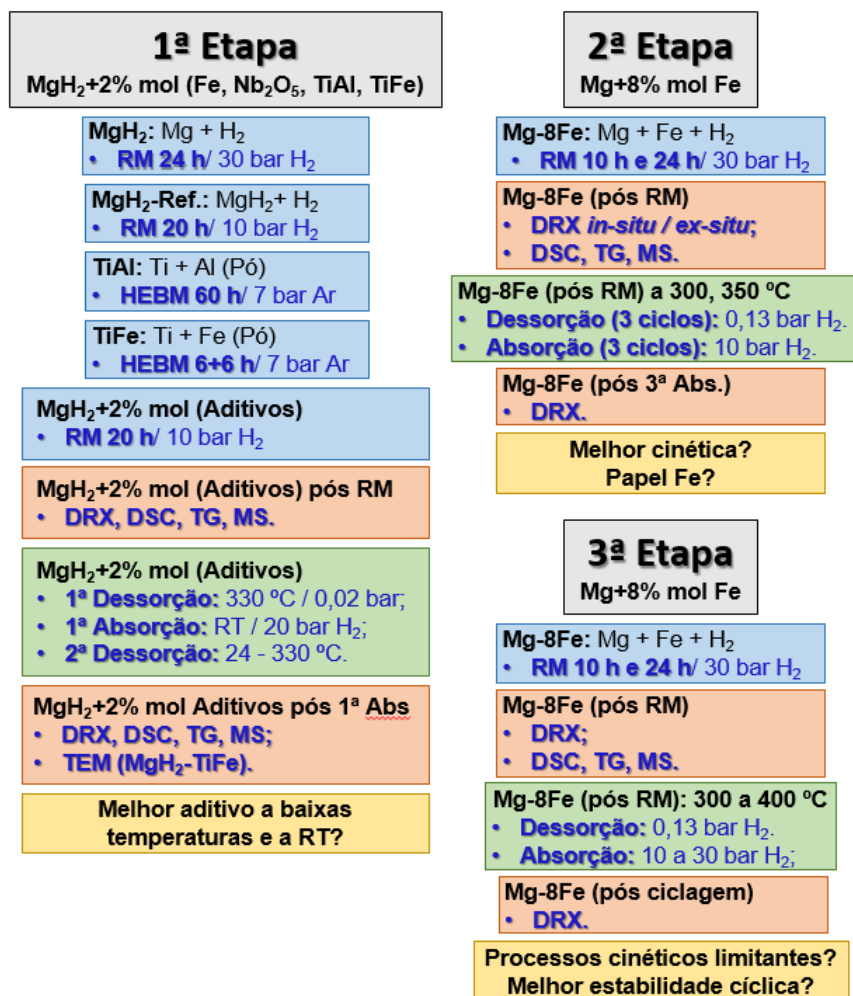 1ª Etapa
MgH₂+2% mol (Fe, Nb₂O₅, TiAl, TiFe)
MgH₂: Mg + H₂
• RM 24 h/ 30 bar H₂
MgH₂-Ref.: MgH₂+ H₂
• RM 20 h/ 10 bar H₂
TiAl: Ti + Al (Pó)
• HEBM 60 h/ 7 bar Ar
TiFe: Ti + Fe (Pó)
• HEBM 6+6 h/ 7 bar Ar
MgH₂+2% mol (Aditivos)
• RM 20 h/ 10 bar H₂
MgH₂+2% mol (Aditivos) pós RM
• DRX, DSC, TG, MS.
MgH₂+2% mol (Aditivos)
• 1ª Dessorção: 330 ºC / 0,02 bar;
• 1ª Absorção: RT / 20 bar H₂;
• 2ª Dessorção: 24 - 330 ºC.
MgH₂+2% mol Aditivos pós 1ª Abs
• DRX, DSC, TG, MS;
• TEM (MgH₂-TiFe).
Melhor aditivo a baixas
temperaturas e a RT?
2ª Etapa
Mg+8% mol Fe
Mg-8Fe: Mg + Fe + H₂
• RM 10 h e 24 h/ 30 bar H₂
Mg-8Fe (pós RM)
• DRX in-situ / ex-situ;
• DSC, TG, MS.
Mg-8Fe (pós RM) a 300, 350 ºC
• Dessorção (3 ciclos): 0,13 bar H₂.
• Absorção (3 ciclos): 10 bar H₂.
Mg-8Fe (pós 3ª Abs.)
• DRX.
Melhor cinética?
Papel Fe?
3ª Etapa
Mg+8% mol Fe
Mg-8Fe: Mg + Fe + H₂
• RM 10 h e 24 h/ 30 bar H₂
Mg-8Fe (pós RM)
• DRX;
• DSC, TG, MS.
Mg-8Fe (pós RM): 300 a 400 ºC
• Dessorção: 0,13 bar H₂.
• Absorção: 10 a 30 bar H₂;
Mg-8Fe (pós ciclagem)
• DRX.
Processos cinéticos limitantes?
Melhor estabilidade cíclica?